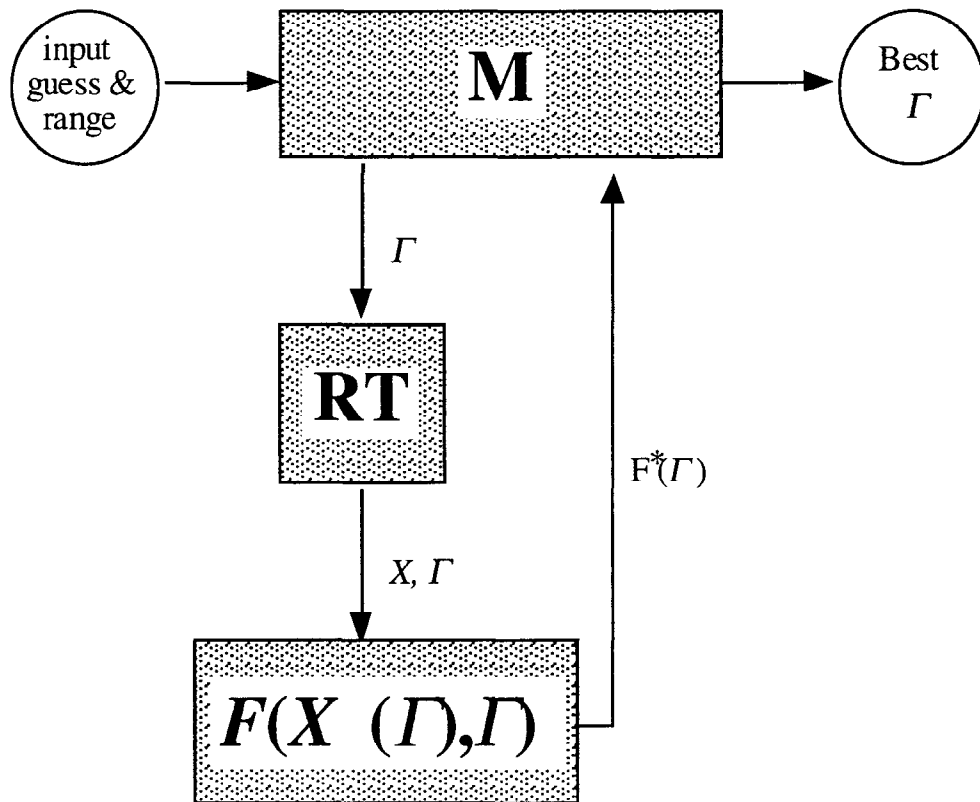 input
guess &
range
M
Best
Γ
Γ
RT
F*(Γ)
X, Γ
F(X (Γ),Γ)